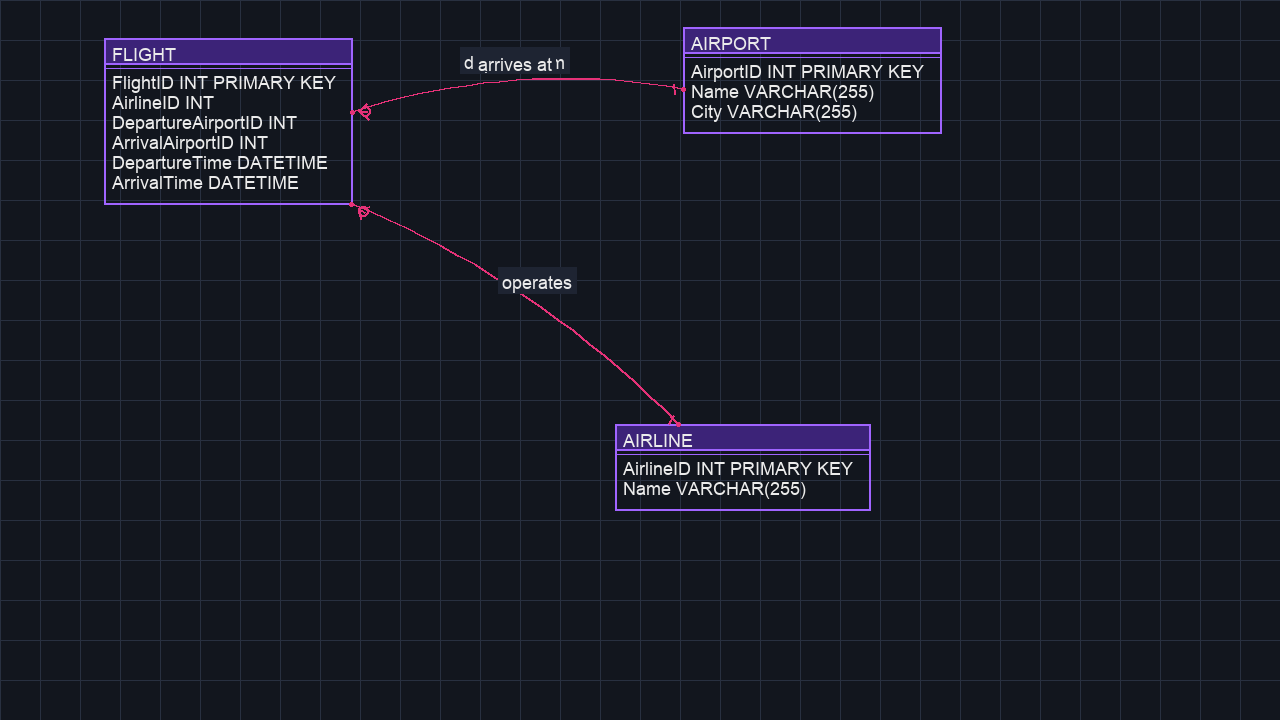 FLIGHT
FlightID INT PRIMARY KEY
AirlineID INT
DepartureAirportID INT
ArrivalAirportID INT
DepartureTime DATETIME
ArrivalTime DATETIME
arrives at
AIRPORT
AirportID INT PRIMARY KEY
Name VARCHAR(255)
City VARCHAR(255)
operates
AIRLINE
AirlineID INT PRIMARY KEY
Name VARCHAR(255)